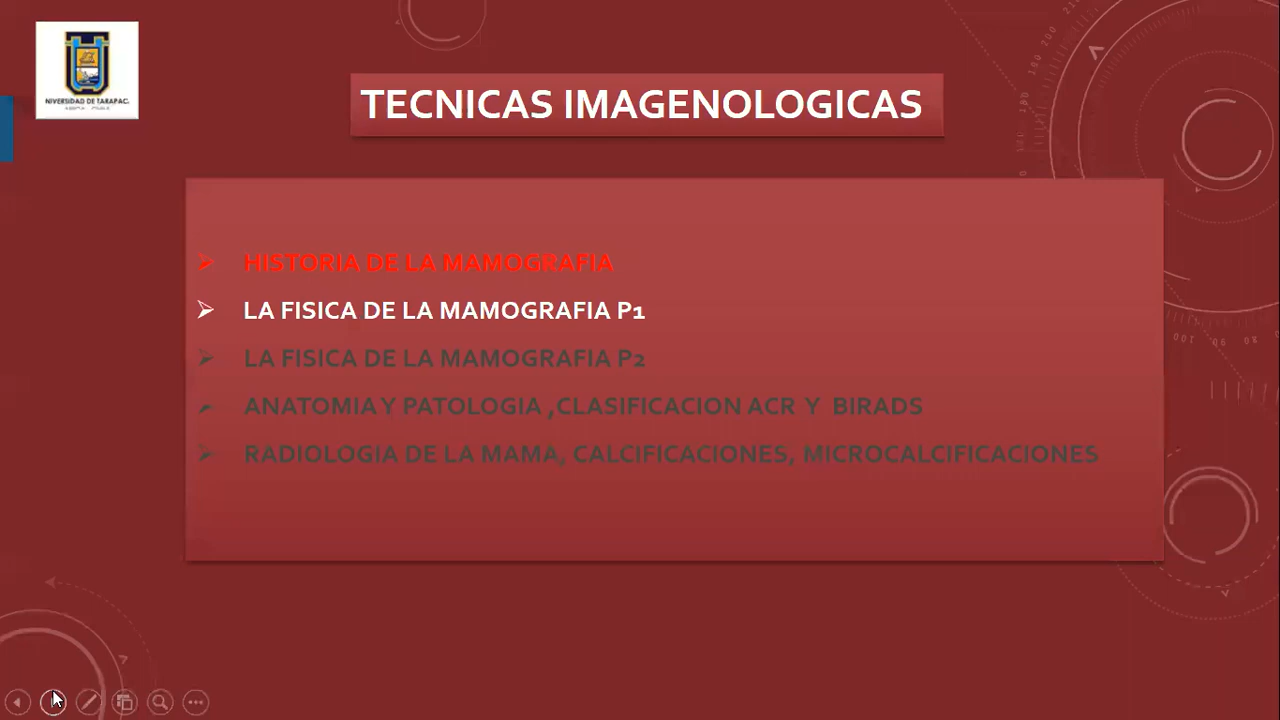 NIVERSIDAD DE TARAPAC.
TECNICAS IMAGENOLOGICAS
HISTORIA DE LA MAMOGRAFIA
LA FISICA DE LA MAMOGRAFIA P1
LA FISICA DE LA MAMOGRAFIA P2
ANATOMIA Y PATOLOGIA ,CLASIFICACION ACR Y BIRADS
RADIOLOGIA DE LA MAMA, CALCIFICACIONES, MICROCALCIFICACIONES